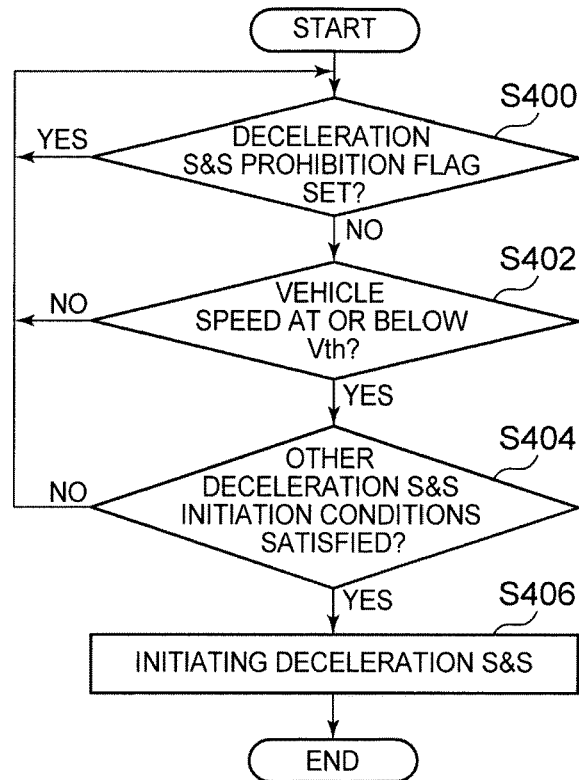 START
S400
DECELERATION
S&S PROHIBITION FLAG
SET?
YES
NO
S402
VEHICLE
SPEED AT OR BELOW
Vth?
NO
YES
S404
OTHER
DECELERATION S&S
INITIATION CONDITIONS
SATISFIED?
NO
YES
S406
INITIATING DECELERATION S&S
END